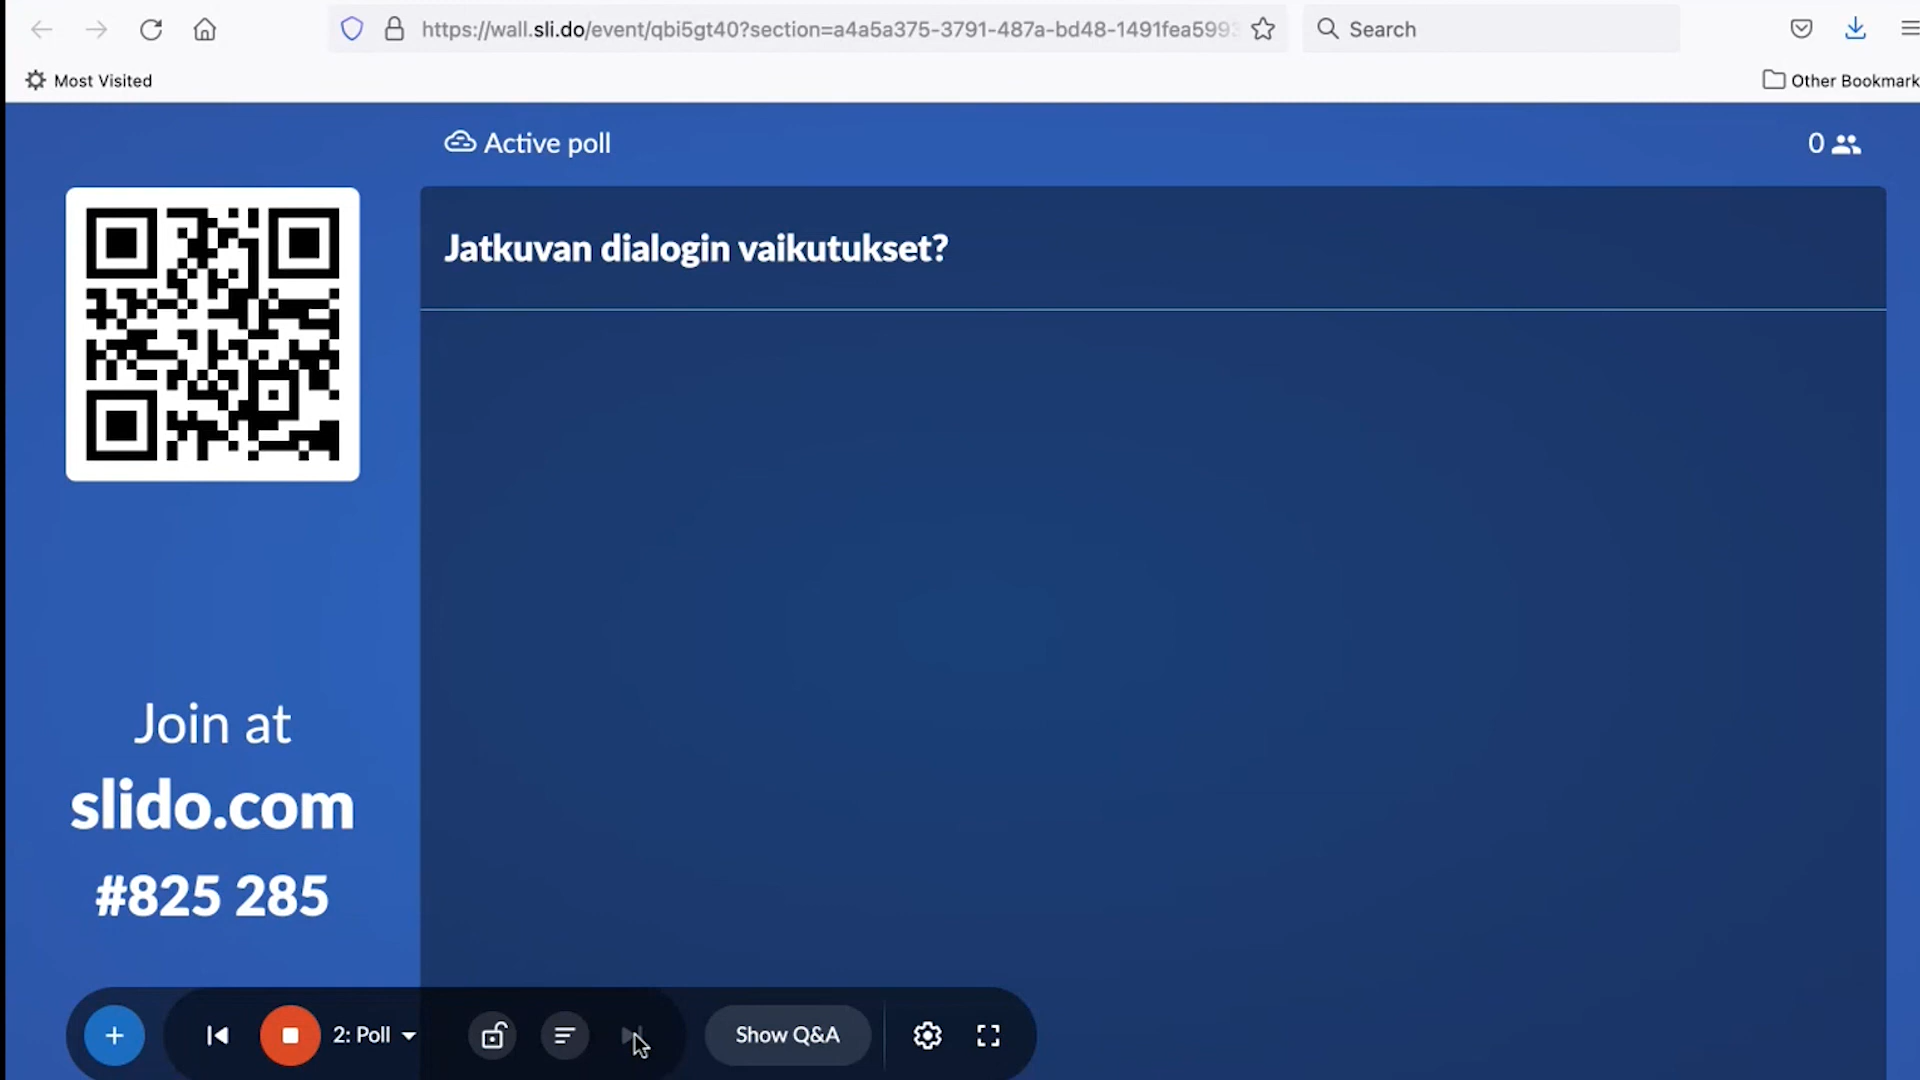 https://wall.sli.do/event/qbi5gt40?section=a4a5a375-3791-487a-bd48-1491fea5993
Search
Most Visited
Other Bookmark
Active poll
0
Jatkuvan dialogin vaikutukset?
Join at
slido.com
#825 285
2: Poll
Show Q&A